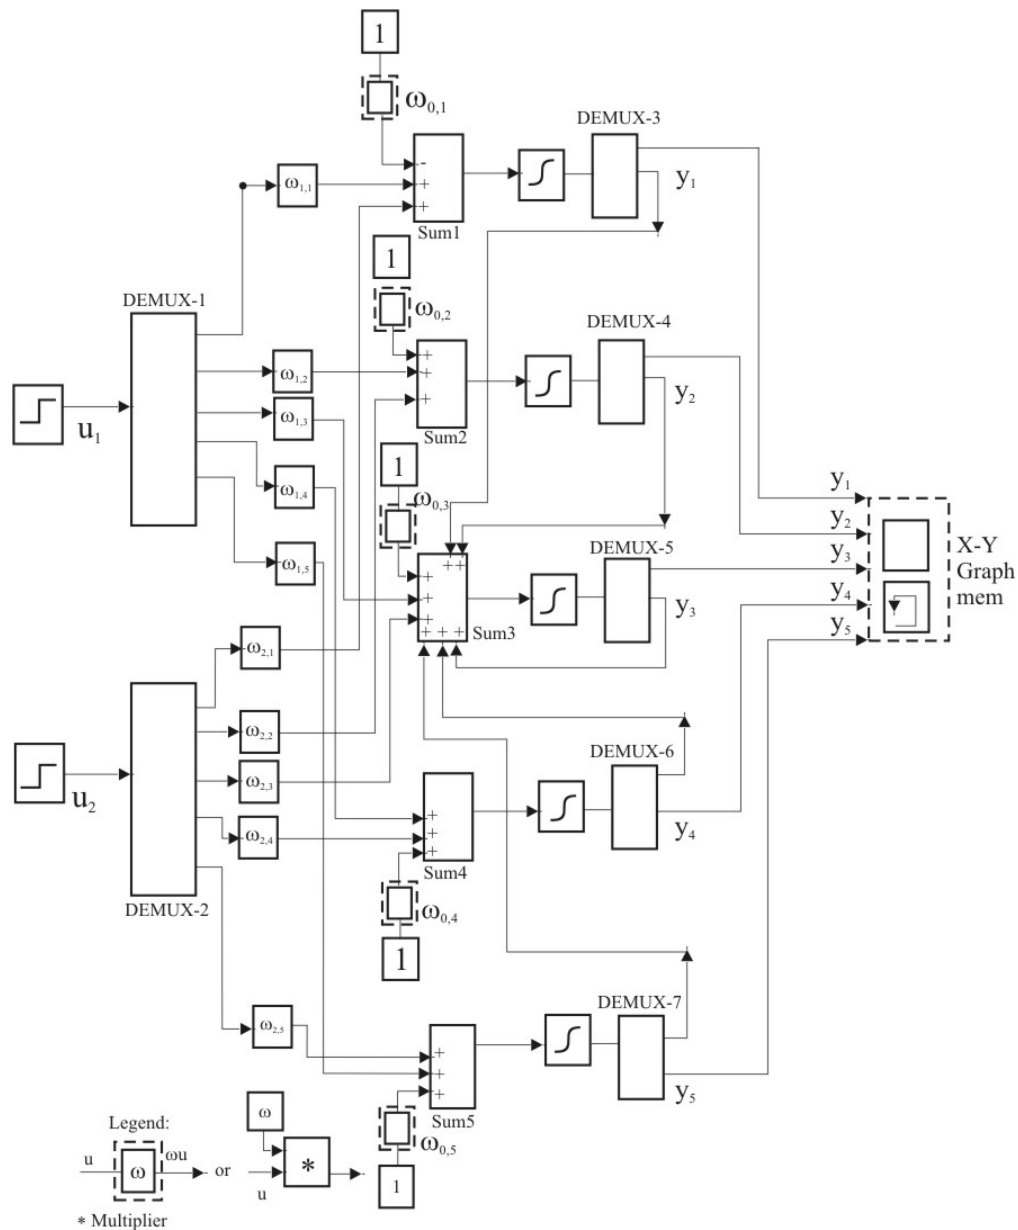 1
ω0,1
DEMUX-3
-
+
+
y1
ω1,1
Sum1
1
DEMUX-1
ω0,2
DEMUX-4
+
+
+
y2
ω1,2
u1
ω1,3
Sum2
1
ω1,4
ω0,3
y1
y2
X-Y
Graph
mem
y3
y4
y5
++
DEMUX-5
ω1,5
+
+
+
+ + +
Sum3
y3
ω2,1
ω2,2
DEMUX-6
u2
ω2,3
ω2,4
+
+
+
y4
Sum4
DEMUX-2
ω0,4
1
DEMUX-7
ω2,5
+
+
+
y5
Sum5
Legend:
ω
ω0,5
u
ω
ωu
or
u
*
1
* Multiplier